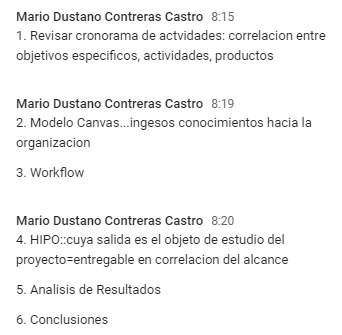 Mario Dustano Contreras Castro 8:15
1. Revisar cronorama de actvidades: correlacion entre
objetivos especificos, actividades, productos
Mario Dustano Contreras Castro 8:19
2. Modelo Canvas...ingesos conocimientos hacia la
organizacion
3. Workflow
Mario Dustano Contreras Castro 8:20
4. HIPO::cuya salida es el objeto de estudio del
proyecto=entregable en correlacion del alcance
5. Analisis de Resultados
6. Conclusiones